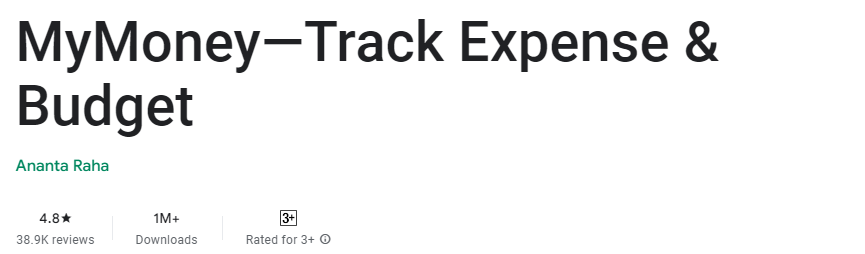 MyMoney—Track Expense &
Budget
Ananta Raha
4.8★ 1M+ 3+
38.9K reviews Downloads Rated for 3+